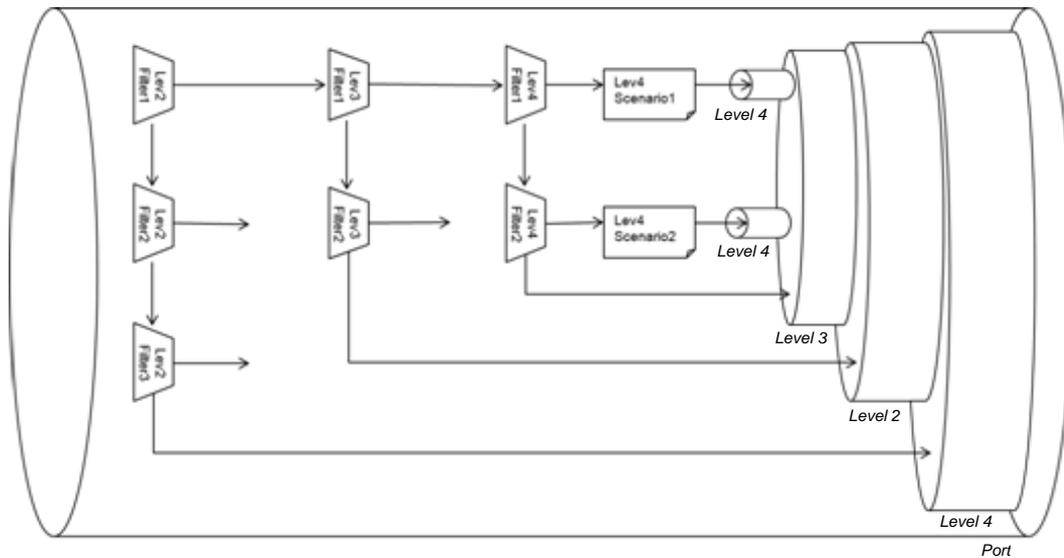 Lev2
Filter1
Lev3
Filter1
Lev4
Filter1
Lev4
Scenario1
Level 4
Lev2
Filter2
Lev3
Filter2
Lev4
Filter2
Lev4
Scenario2
Level 4
Lev2
Filter3
Level 3
Level 2
Level 4
Port